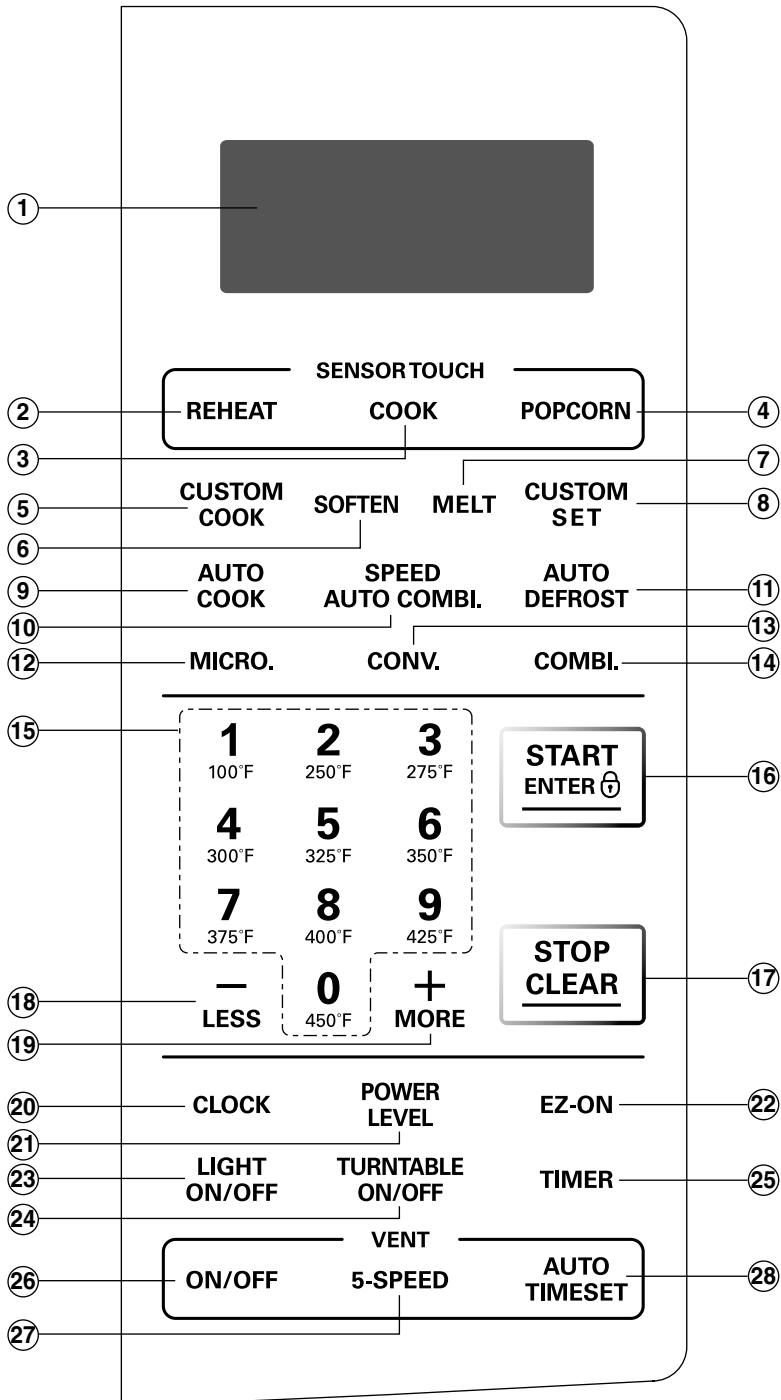 1
SENSOR TOUCH
2 REHEAT COOK POPCORN 4
3 7
5 CUSTOM COOK SOFTEN MELT CUSTOM SET 8
6
9 AUTO COOK SPEED AUTO COMBI. AUTO DEFROST 11
10 13
12 MICRO. CONV. COMBI. 14
15 1 2 3
100°F 250°F 275°F
START
ENTER 16
4 5 6
300°F 325°F 350°F
7 8 9
375°F 400°F 425°F
STOP
CLEAR 17
18 − 0 +
LESS 450°F MORE
19
20 CLOCK POWER LEVEL EZ-ON 22
21
23 LIGHT ON/OFF TURNTABLE ON/OFF TIMER 25
24
VENT
26 ON/OFF 5-SPEED AUTO TIMESET 28
27